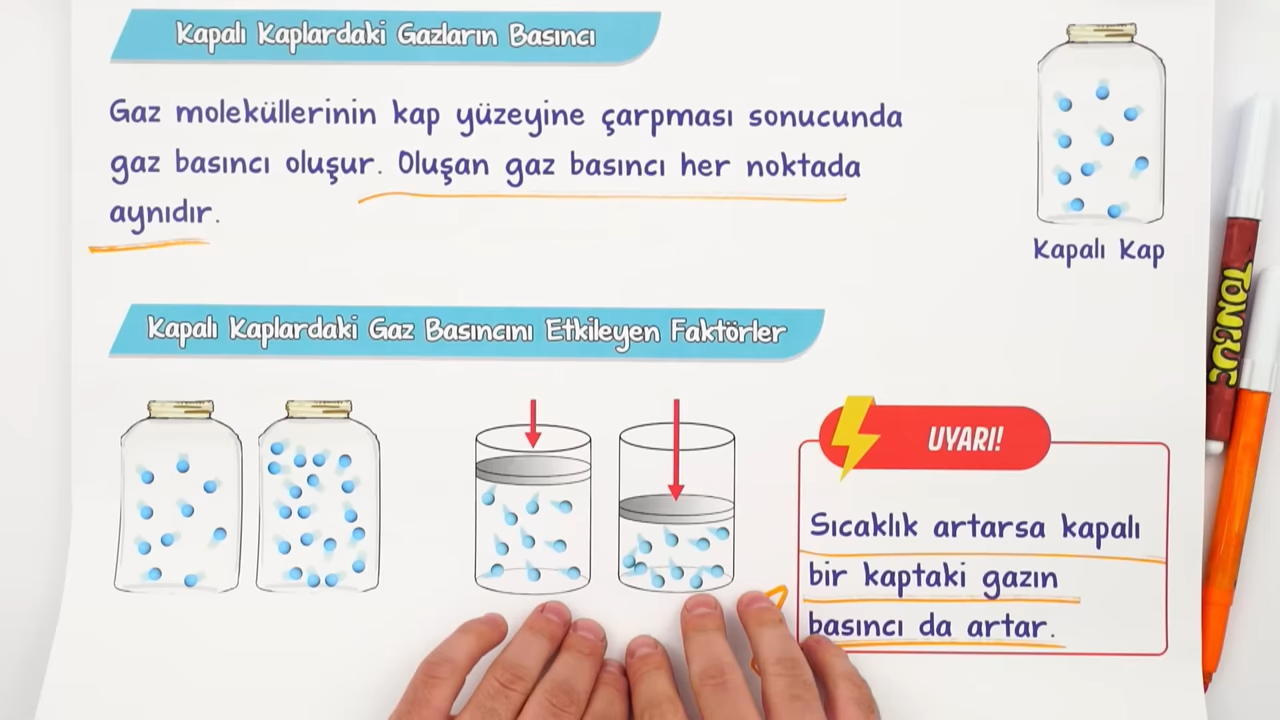 Kapalı Kaplardaki Gazların Basıncı
Gaz moleküllerinin kap yüzeyine çarpması sonucunda
gaz basıncı oluşur. Oluşan gaz basıncı her noktada
aynıdır.
Kapalı Kap
Kapalı Kaplardaki Gaz Basıncını Etkileyen Faktörler
UYARI!
Sıcaklık artarsa kapalı
bir kaptaki gazın
basıncı da artar.
TONGUÇ